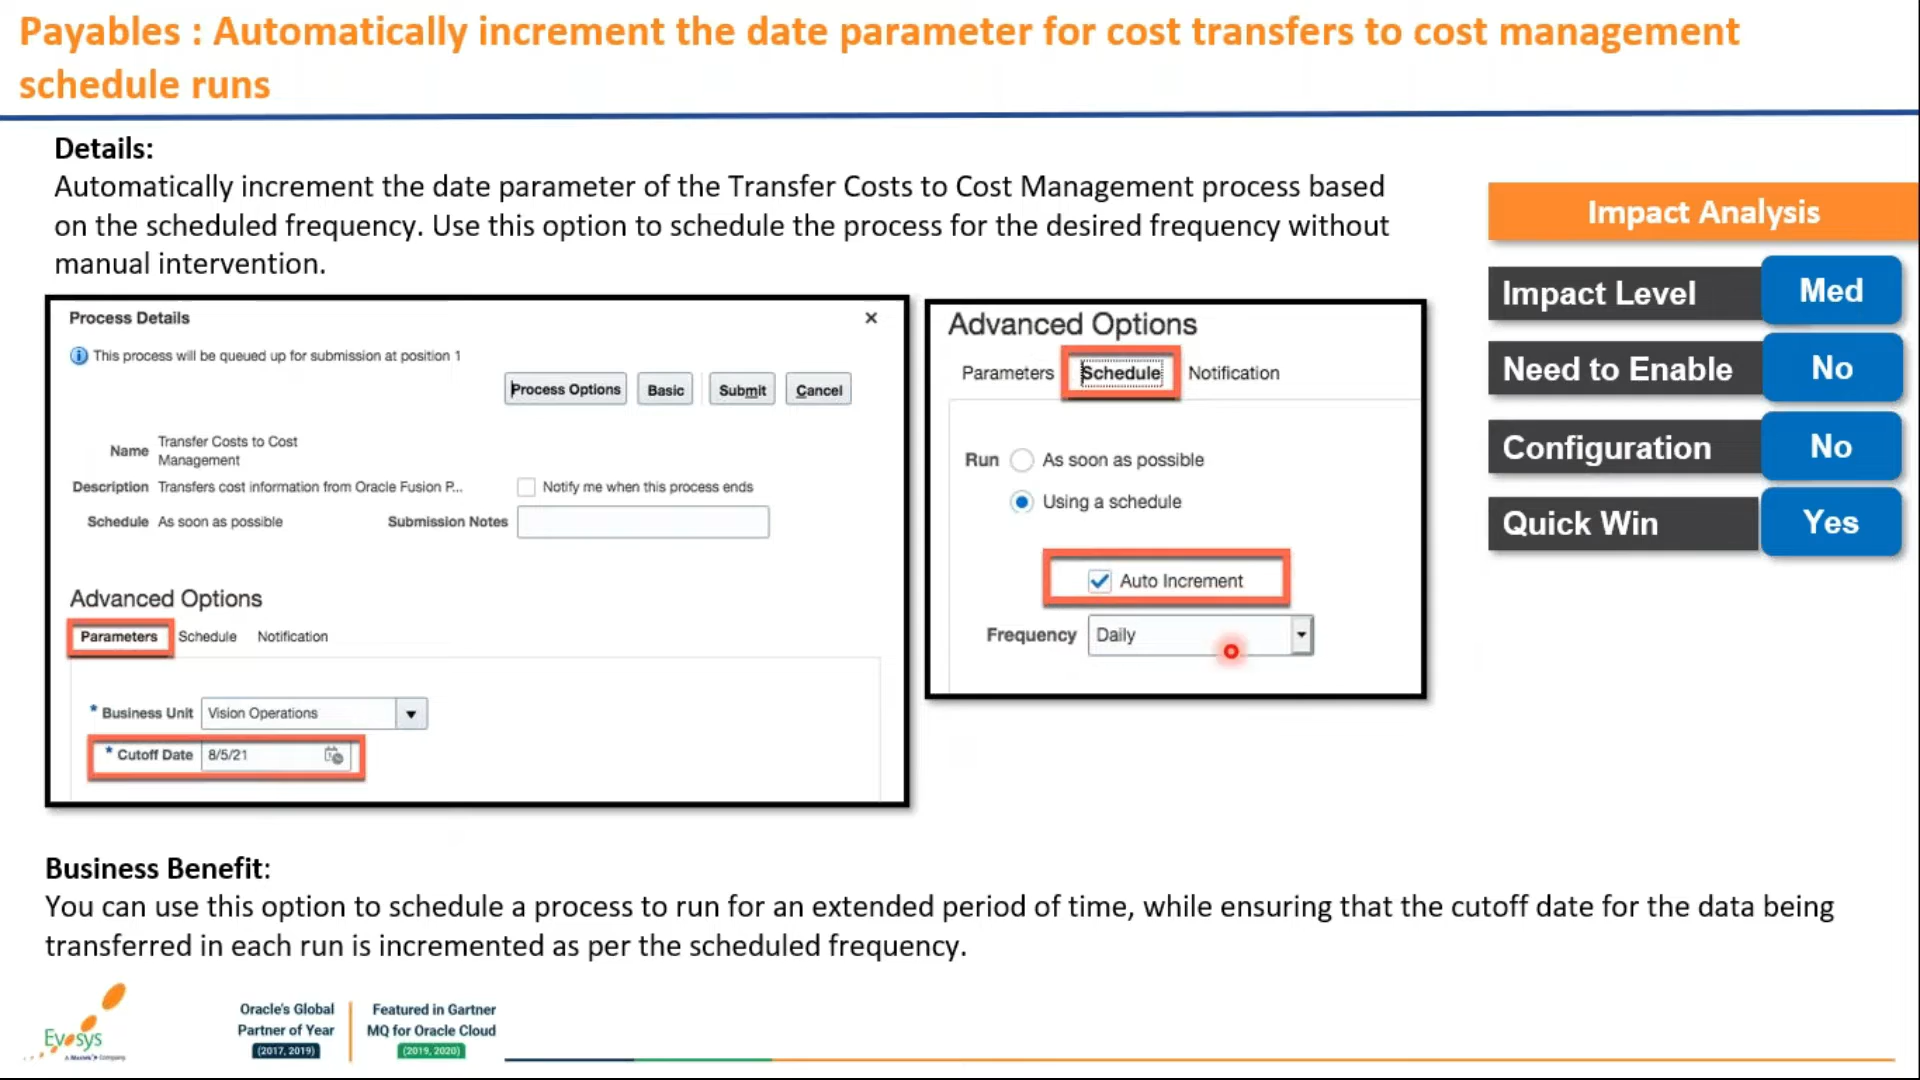 Payables : Automatically increment the date parameter for cost transfers to cost management
schedule runs
Details:
Automatically increment the date parameter of the Transfer Costs to Cost Management process based
on the scheduled frequency. Use this option to schedule the process for the desired frequency without
manual intervention.
Process Details
This process will be queued up for submission at position 1
Process Options Basic Submit Cancel
Name Transfer Costs to Cost
Management
Description Transfers cost information from Oracle Fusion P... Notify me when this process ends
Schedule As soon as possible Submission Notes
Advanced Options
Parameters Schedule Notification
* Business Unit Vision Operations
* Cutoff Date 8/5/21
Advanced Options
Parameters Schedule Notification
Run As soon as possible
Using a schedule
Auto Increment
Frequency Daily
Impact Analysis
Impact Level Med
Need to Enable No
Configuration No
Quick Win Yes
Business Benefit:
You can use this option to schedule a process to run for an extended period of time, while ensuring that the cutoff date for the data being
transferred in each run is incremented as per the scheduled frequency.
Evosys
A Mastek Company
Oracle's Global
Partner of Year
(2017, 2019)
Featured in Gartner
MQ for Oracle Cloud
(2019, 2020)